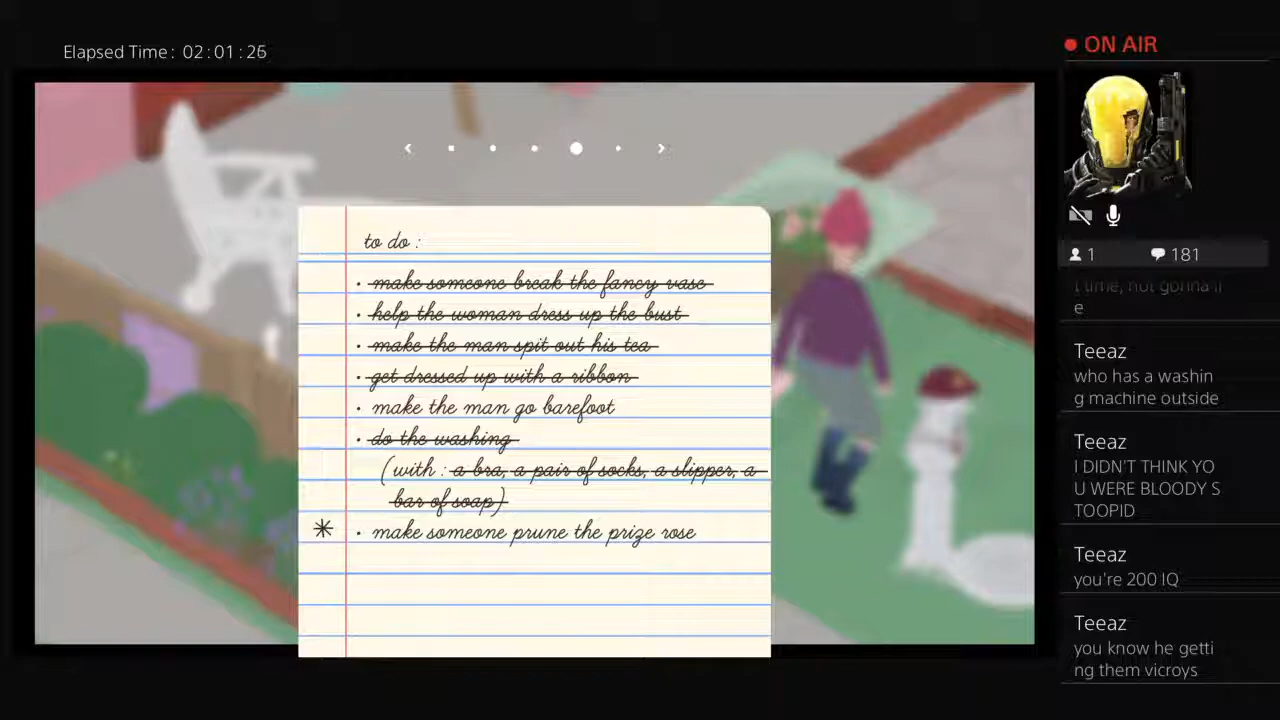 Elapsed Time: 02:01:26
ON AIR
to do :
• make someone break the fancy vase
• help the woman dress up the bust
• make the man spit out his tea
• get dressed up with a ribbon
• make the man go barefoot
• do the washing
(with : a bra, a pair of socks, a slipper, a
bar of soap)
• make someone prune the prize rose
1 181
e
Teeaz
who has a washin
g machine outside
Teeaz
I DIDN'T THINK YO
U WERE BLOODY S
TOOPID
Teeaz
you're 200 IQ
Teeaz
you know he getti
ng them vicroys